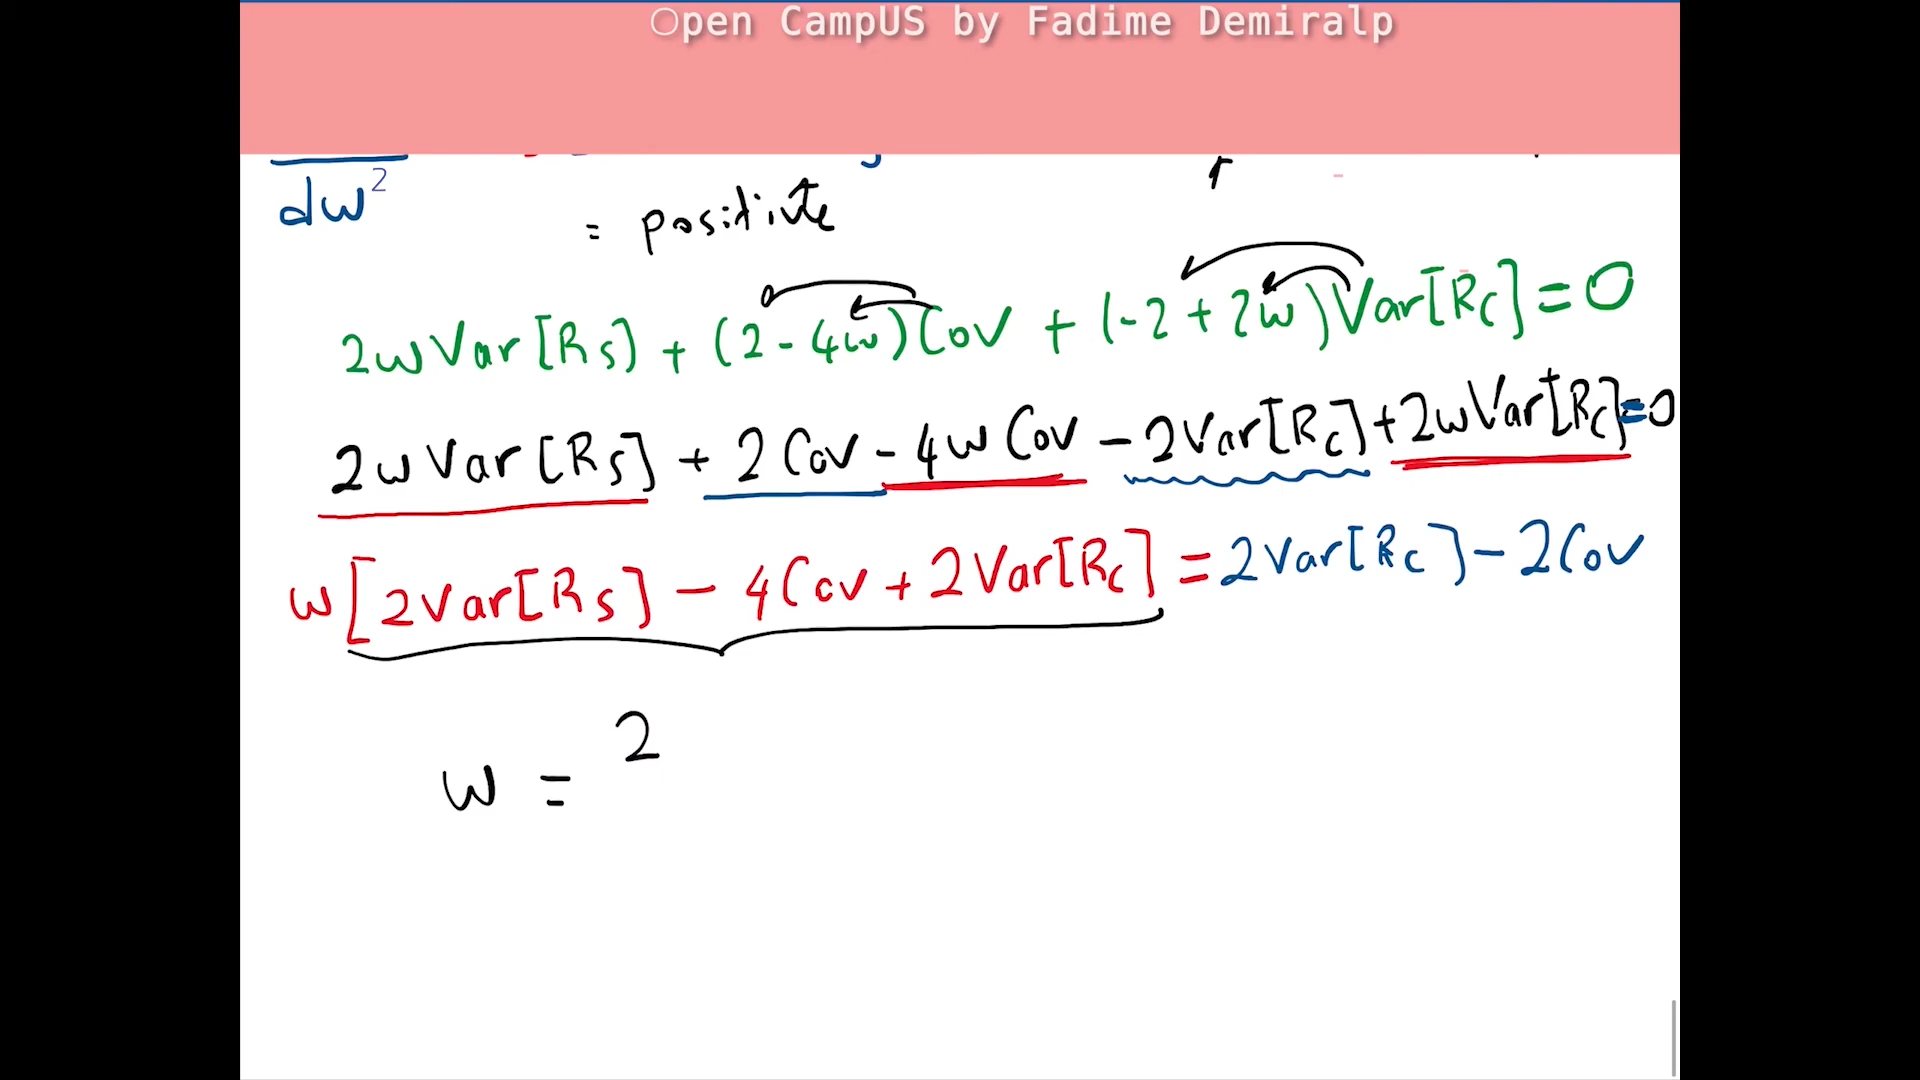 Open CampUS by Fadime Demiralp
dw²
= positive
2wVar[Rs] + (2-4w)Cov + (-2+2w)Var[Rc]=0
2wVar[Rs] + 2Cov - 4wCov - 2Var[Rc] + 2wVar[Rc]=0
w[2Var[Rs] - 4Cov + 2Var[Rc]] = 2Var[Rc] - 2Cov
2
w =